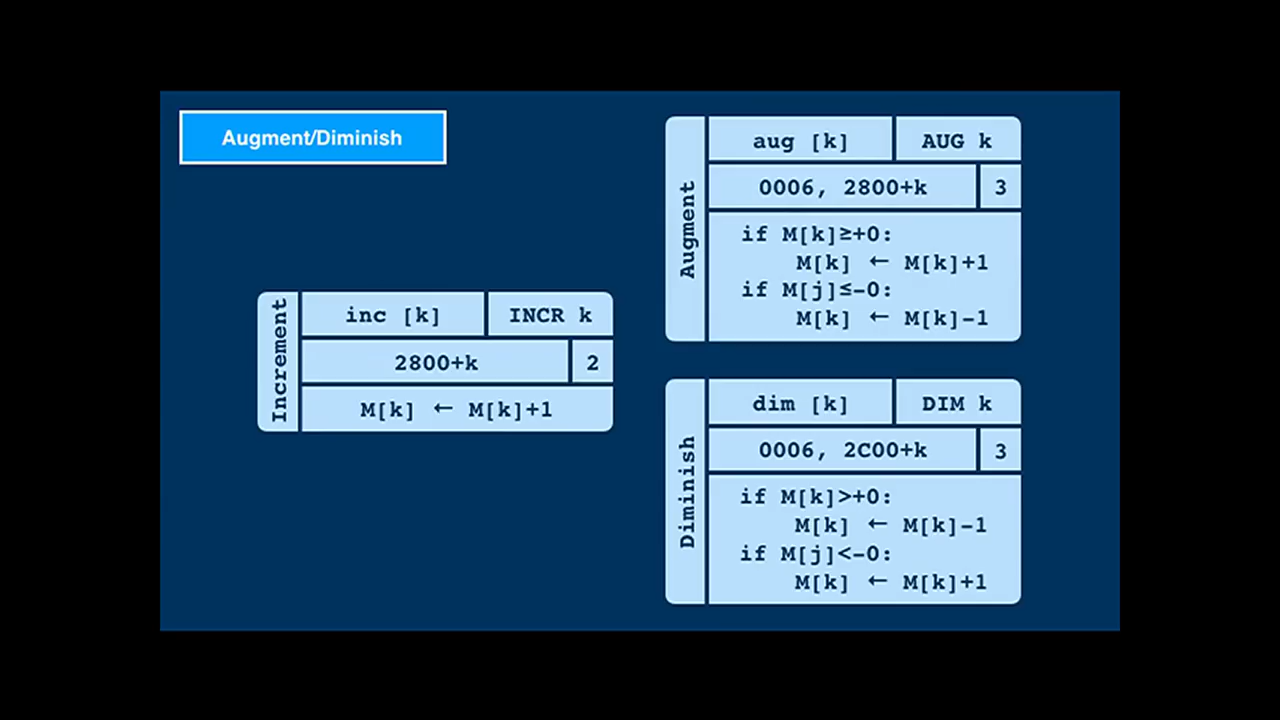 Augment/Diminish
Increment
inc [k]
INCR k
2800+k
2
M[k] ← M[k]+1
Augment
aug [k]
AUG k
0006, 2800+k
3
if M[k]≥+0:
M[k] ← M[k]+1
if M[j]≤-0:
M[k] ← M[k]-1
Diminish
dim [k]
DIM k
0006, 2C00+k
3
if M[k]>+0:
M[k] ← M[k]-1
if M[j]<-0:
M[k] ← M[k]+1